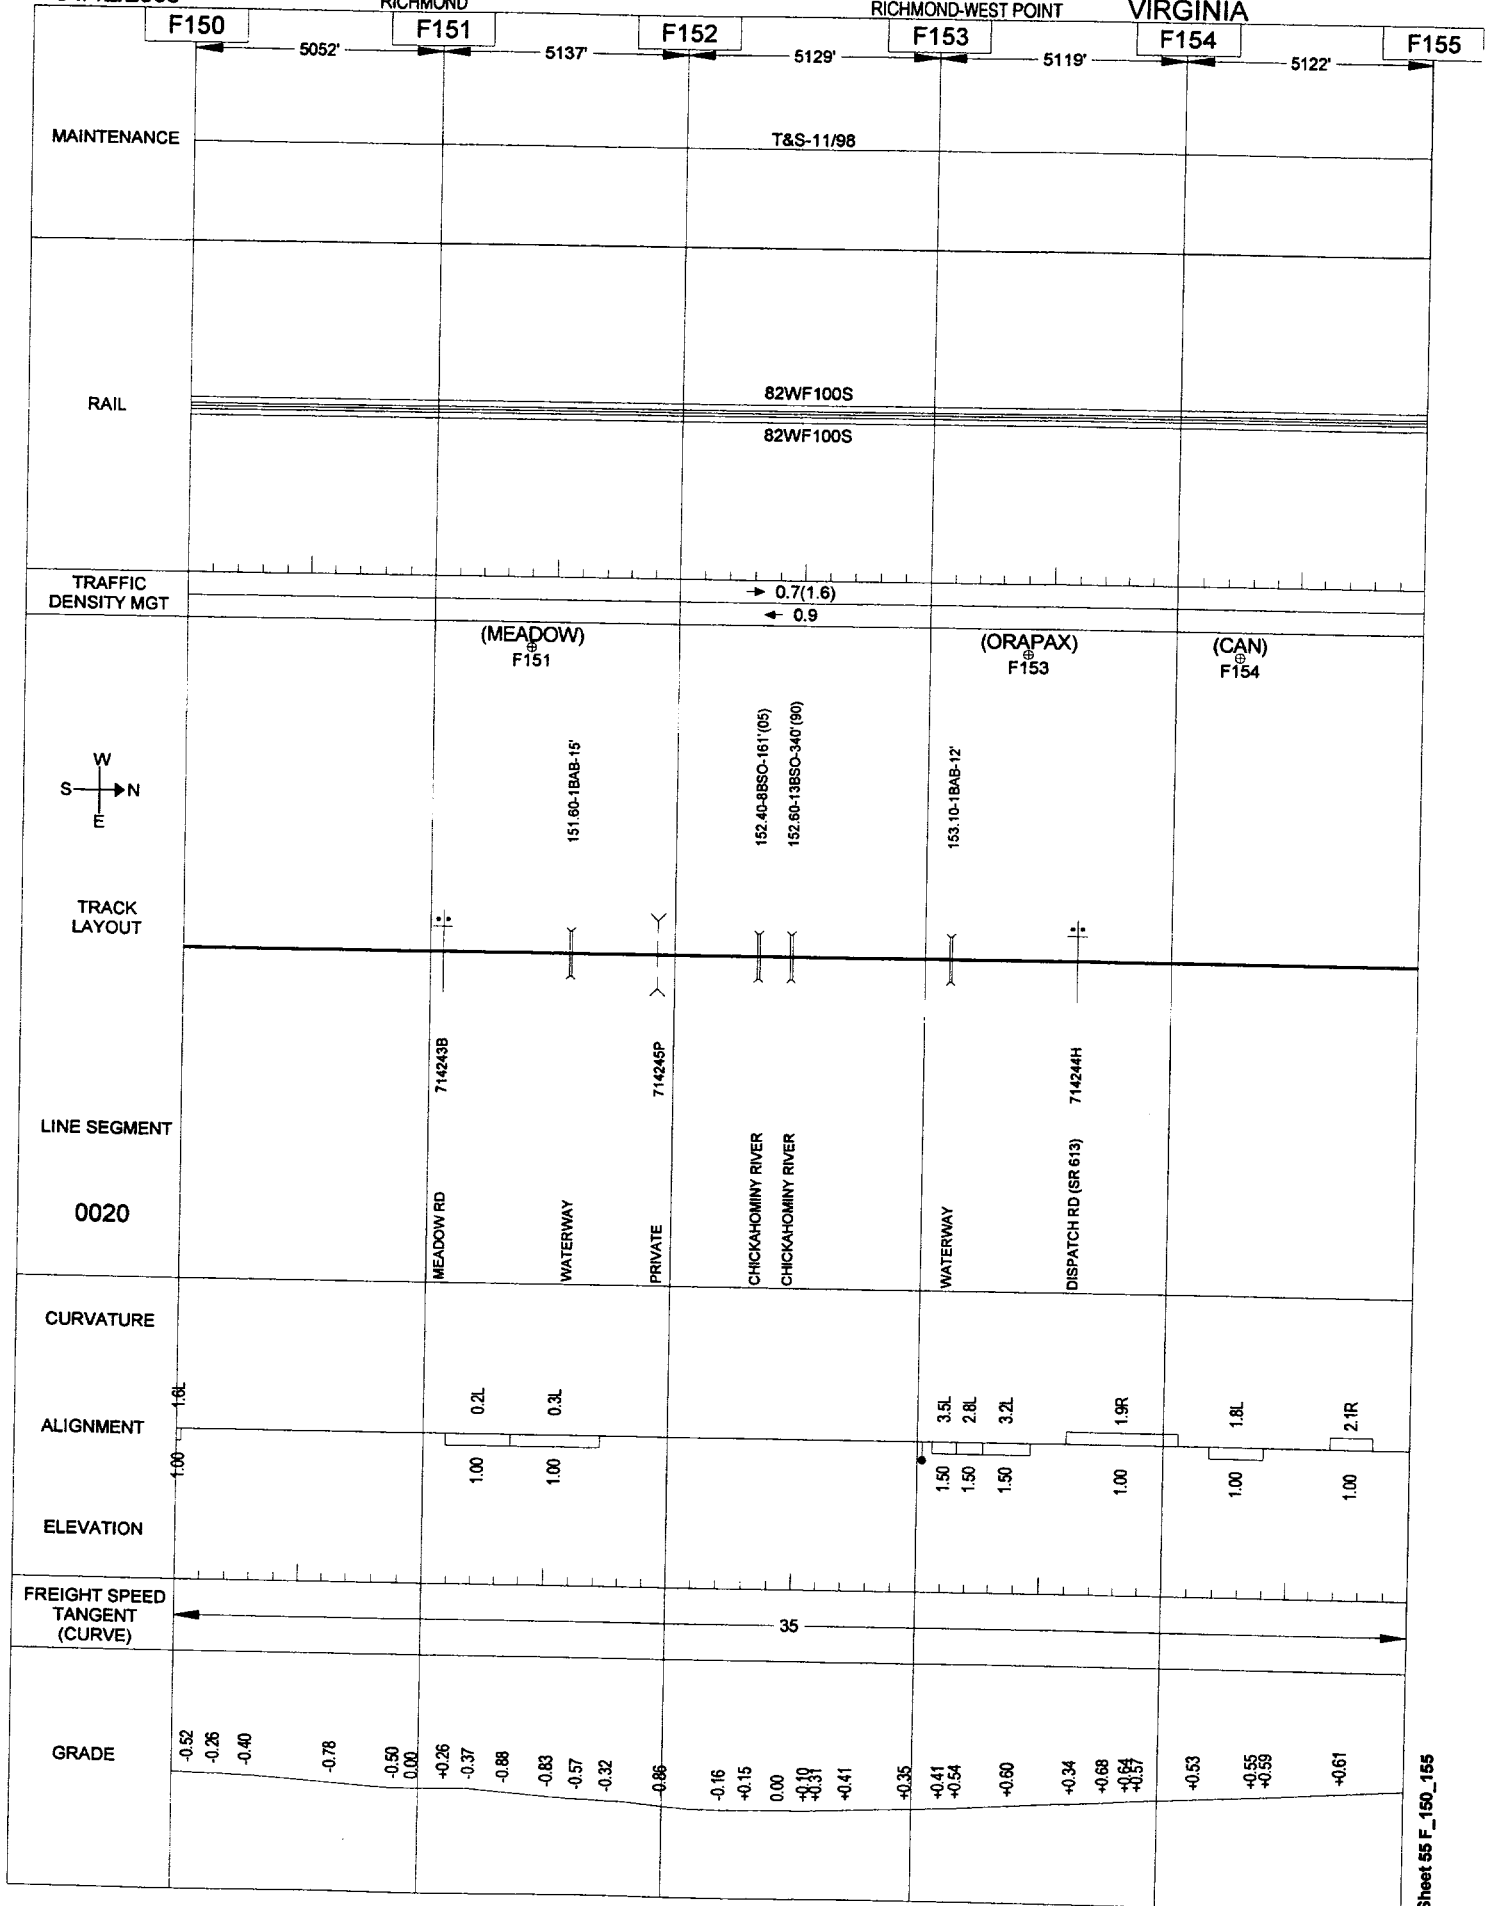 RICHMOND
RICHMOND-WEST POINT
VIRGINIA
F150
F151
F152
F153
F154
F155
5052'
5137'
5129'
5119'
5122'
MAINTENANCE
T&S-11/98
RAIL
82WF100S
82WF100S
TRAFFIC
DENSITY MGT
0.7(1.6)
0.9
(MEADOW)
F151
(ORAPAX)
F153
(CAN)
F154
W
S
N
E
151.60-1BAB-15'
152.40-8BSO-161'(05)
152.60-13BSO-340'(90)
153.10-1BAB-12'
TRACK
LAYOUT
714243B
714245P
714244H
LINE SEGMENT
0020
MEADOW RD
WATERWAY
PRIVATE
CHICKAHOMINY RIVER
CHICKAHOMINY RIVER
WATERWAY
DISPATCH RD (SR 613)
CURVATURE
1.6L
0.2L
0.3L
3.5L
2.8L
3.2L
1.9R
1.8L
2.1R
ALIGNMENT
1.00
1.00
1.00
1.50
1.50
1.50
1.00
1.00
1.00
ELEVATION
FREIGHT SPEED
TANGENT
(CURVE)
35
GRADE
-0.52
-0.26
-0.40
-0.78
-0.50
0.00
+0.26
-0.37
-0.88
-0.83
-0.57
-0.32
-0.86
-0.16
+0.15
0.00
+0.10
+0.31
+0.41
+0.35
+0.41
+0.54
+0.60
+0.34
+0.68
+0.64
+0.57
+0.53
+0.55
+0.59
+0.61
Sheet 55 F_150_155